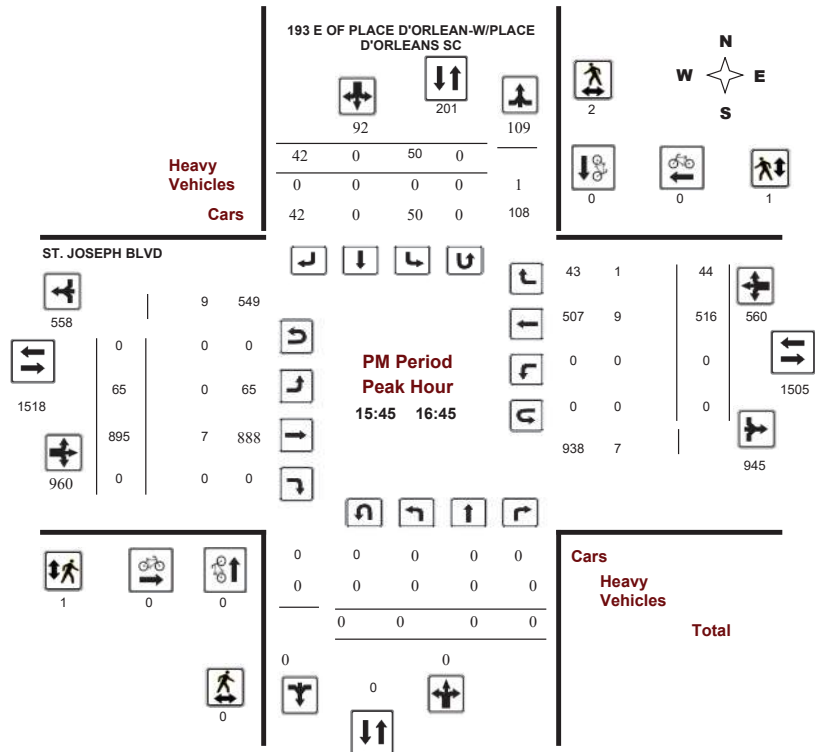 193 E OF PLACE D'ORLEAN-W/PLACE
D'ORLEANS SC
N
W E
S
201
2
92
109
42 0 50 0
Heavy
Vehicles
0 0 0 0 1
Cars
42 0 50 0 108
0 0 1
ST. JOSEPH BLVD
558
9 549
43 1 44
507 9 516 560
0 0 0
1518
65 0 65
PM Period
Peak Hour
15:45 16:45
0 0 0
1505
0 0 0
895 7 888
938 7
945
960
0 0 0
0 0 0 0 0
Cars
1 0 0
0 0 0 0 0
Heavy
Vehicles
0 0 0 0
Total
0 0
0
0